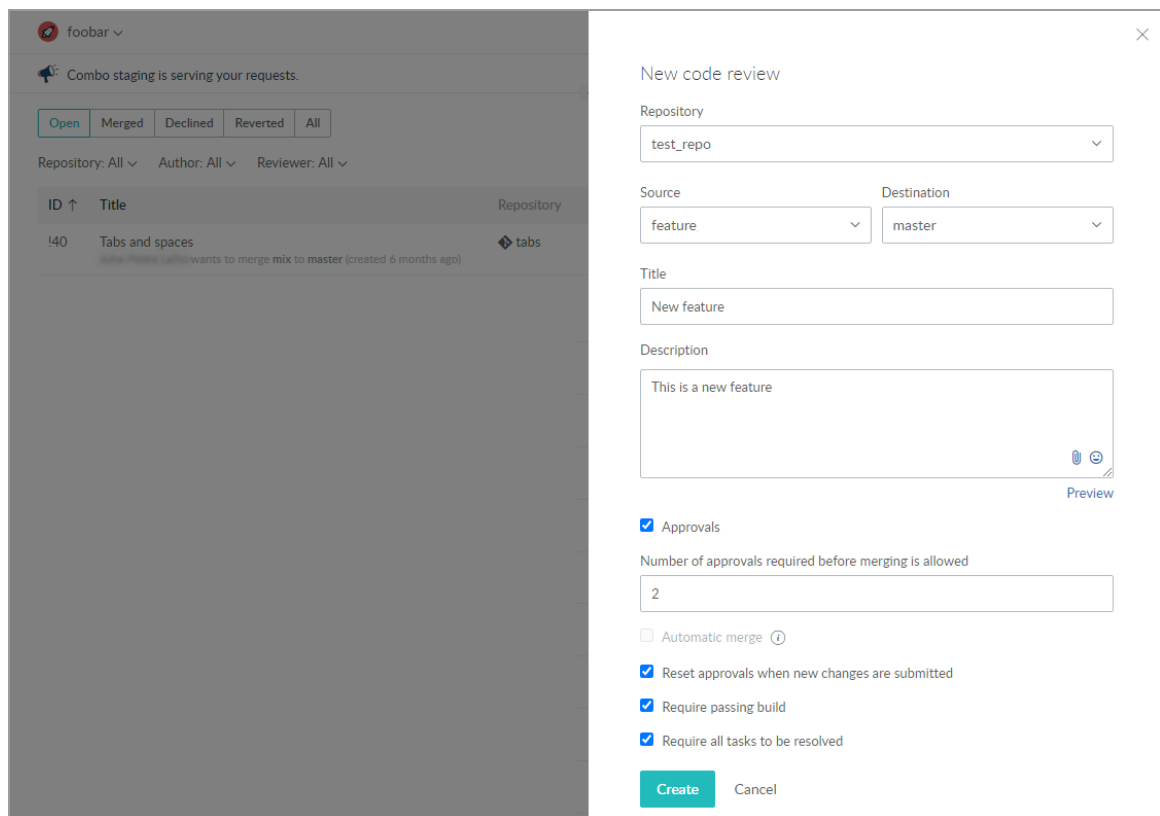 foobar
Combo staging is serving your requests.
Open Merged Declined Reverted All
Repository: All Author: All Reviewer: All
ID ↑ Title Repository
!40 Tabs and spaces tabs
wants to merge mix to master (created 6 months ago)
New code review
Repository
test_repo
Source Destination
feature master
Title
New feature
Description
This is a new feature
Preview
Approvals
Number of approvals required before merging is allowed
2
Automatic merge i
Reset approvals when new changes are submitted
Require passing build
Require all tasks to be resolved
Create Cancel